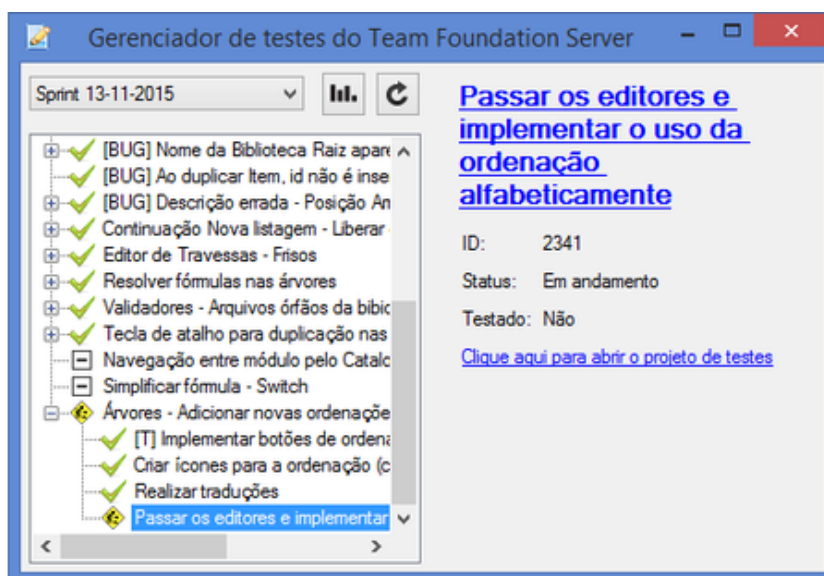 Gerenciador de testes do Team Foundation Server
Sprint 13-11-2015
[BUG] Nome da Biblioteca Raiz apare
[BUG] Ao duplicar Item, id não é inse
[BUG] Descrição errada - Posição An
Continuação Nova listagem - Liberar
Editor de Travessas - Frisos
Resolver fórmulas nas árvores
Validadores - Arquivos órfãos da bibic
Tecla de atalho para duplicação nas
Navegação entre módulo pelo Catalo
Simplificar fórmula - Switch
Árvores - Adicionar novas ordenaçõe
[T] Implementar botões de ordena
Criar ícones para a ordenação (c
Realizar traduções
Passar os editores e implementar
Passar os editores e
implementar o uso da
ordenação
alfabeticamente
ID: 2341
Status: Em andamento
Testado: Não
Clique aqui para abrir o projeto de testes